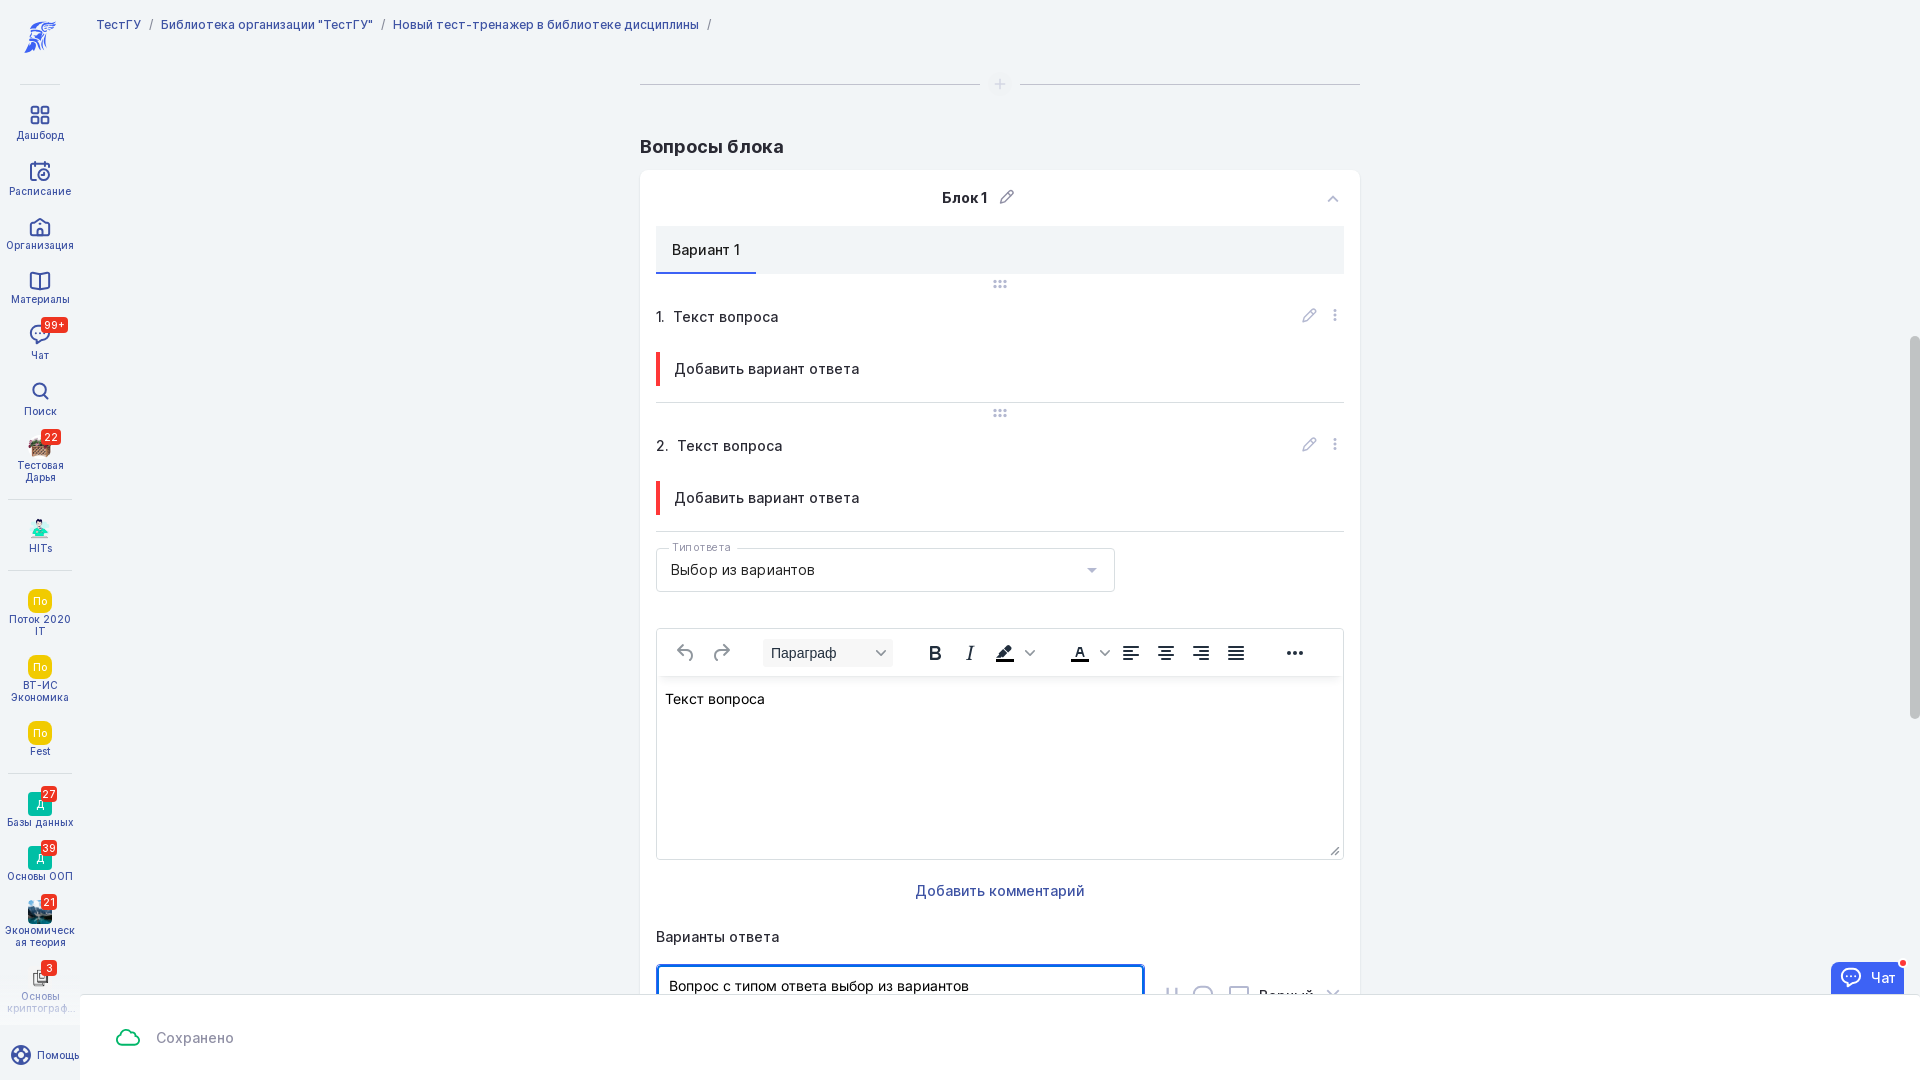 ТестГУ / Библиотека организации "ТестГУ" / Новый тест-тренажер в библиотеке дисциплины /
Дашборд
Расписание
Организация
Материалы
99+
Чат
Поиск
22
Тестовая
Дарья
HITs
По
Поток 2020
IT
По
ВТ-ИС
Экономика
По
Fest
27
Д
Базы данных
39
Д
Основы ООП
21
Экономическ
ая теория
3
Основы
криптограф...
Помощь
Вопросы блока
Блок 1
Вариант 1
1. Текст вопроса
Добавить вариант ответа
2. Текст вопроса
Добавить вариант ответа
Тип ответа
Выбор из вариантов
Параграф
Текст вопроса
Добавить комментарий
Варианты ответа
Вопрос с типом ответа выбор из вариантов
Верный
Чат
Сохранено